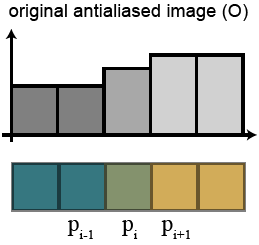 original antialiased image (O)
p_{i-1} p_i p_{i+1}